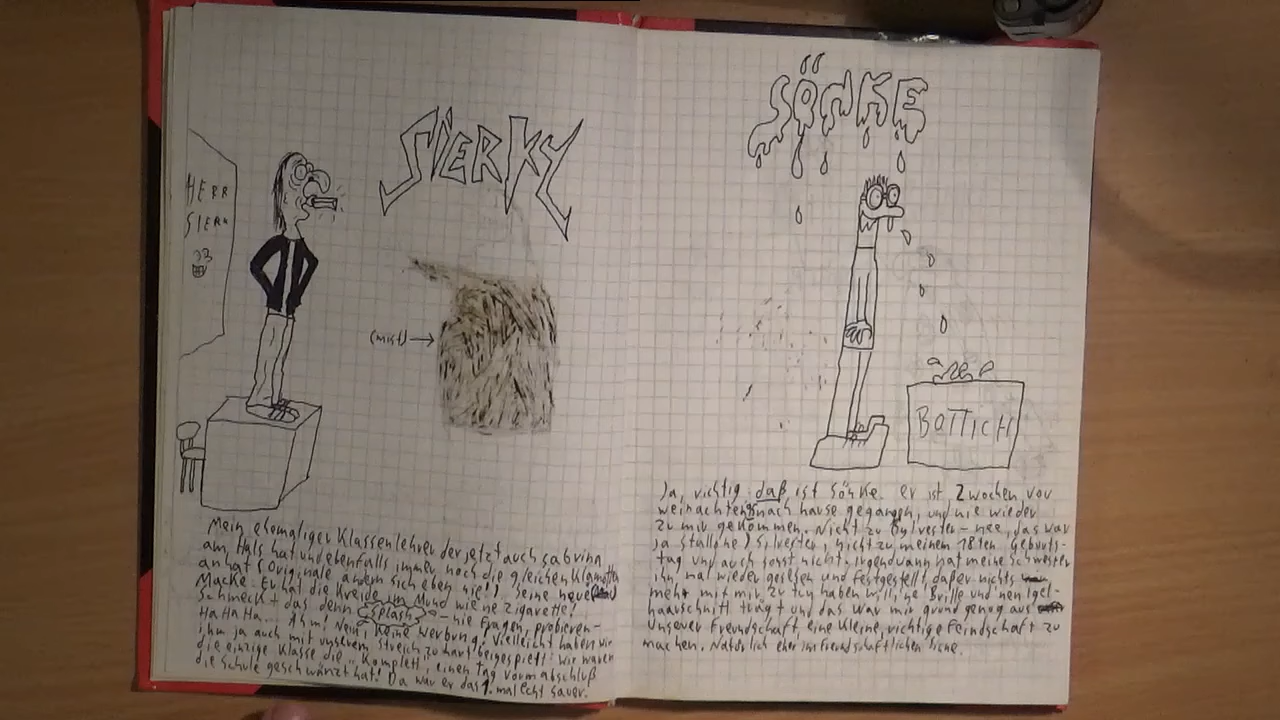 SIERKY
HERR
SIERK
(mist) →
Mein ehemaliger Klassenlehrer der jetzt auch sabrina
am Hals hat und ebenfalls immer noch die gleichen Klamotten
an hat (Originale ändern sich eben nie!). Seine neue
Macke: Er hat die Kreide im Mund wie ne Zigarette!
Schmeckt das denn Splash - nie Fragen, probieren -
HA HA HA... Ähm! Nein, keine Werbung! Vielleicht haben wir
ihm ja auch mit unserem Streich zu hart beigespielt! Wir waren
die einzige Klasse die "Komplett" einen Tag vorm abschluß
die Schule geschwänzt hat! Da war er das 1. mal echt sauer.
SÖNKE
BOTTICH
Ja, richtig daß ist Sönke. er ist 2 wochen vor
weinachten nach hause gegangen, und nie wieder
zu mir gekommen. Nicht zu Sylvester - nee, das war
ja Silvester, nicht zu meinem 18ten Geburts-
tag und auch sonst nicht. Irgendwann hat meine Schwester
ihn mal wieder gesehen und festgestellt, daß er nichts
mehr mit mir zu tun haben will, ne Brille und nen Igel-
haarschnitt trägt und das war mir grund genug aus
unserer Freundschaft, eine kleine, richtige Feindschaft zu
machen. Natürlich eher im freundschaftlichen sinne.